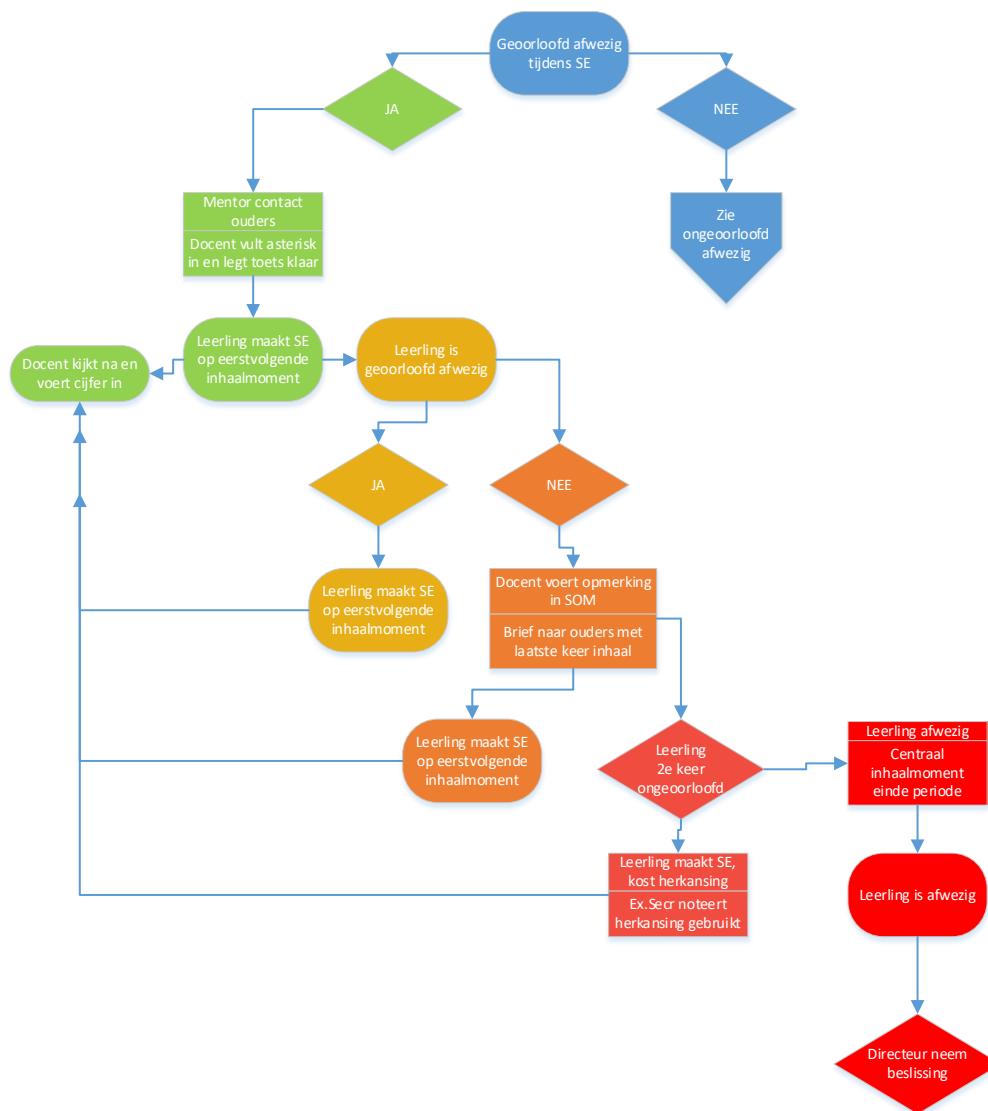 Geoorloofd afwezig
tijdens SE
JA
NEE
Mentor contact
ouders
Docent vult asterisk
in en legt toets klaar
Zie
ongeoorloofd
afwezig
Docent kijkt na en
voert cijfer in
Leerling maakt SE
op eerstvolgende
inhaalmoment
Leerling is
geoorloofd afwezig
JA
NEE
Leerling maakt SE
op eerstvolgende
inhaalmoment
Docent voert opmerking
in SOM
Brief naar ouders met
laatste keer inhaal
Leerling maakt SE
op eerstvolgende
inhaalmoment
Leerling
2e keer
ongeoorloofd
Leerling afwezig
Centraal
inhaalmoment
einde periode
Leerling maakt SE,
kost herkansing
Ex.Secr noteert
herkansing gebruikt
Leerling is afwezig
Directeur neem
beslissing